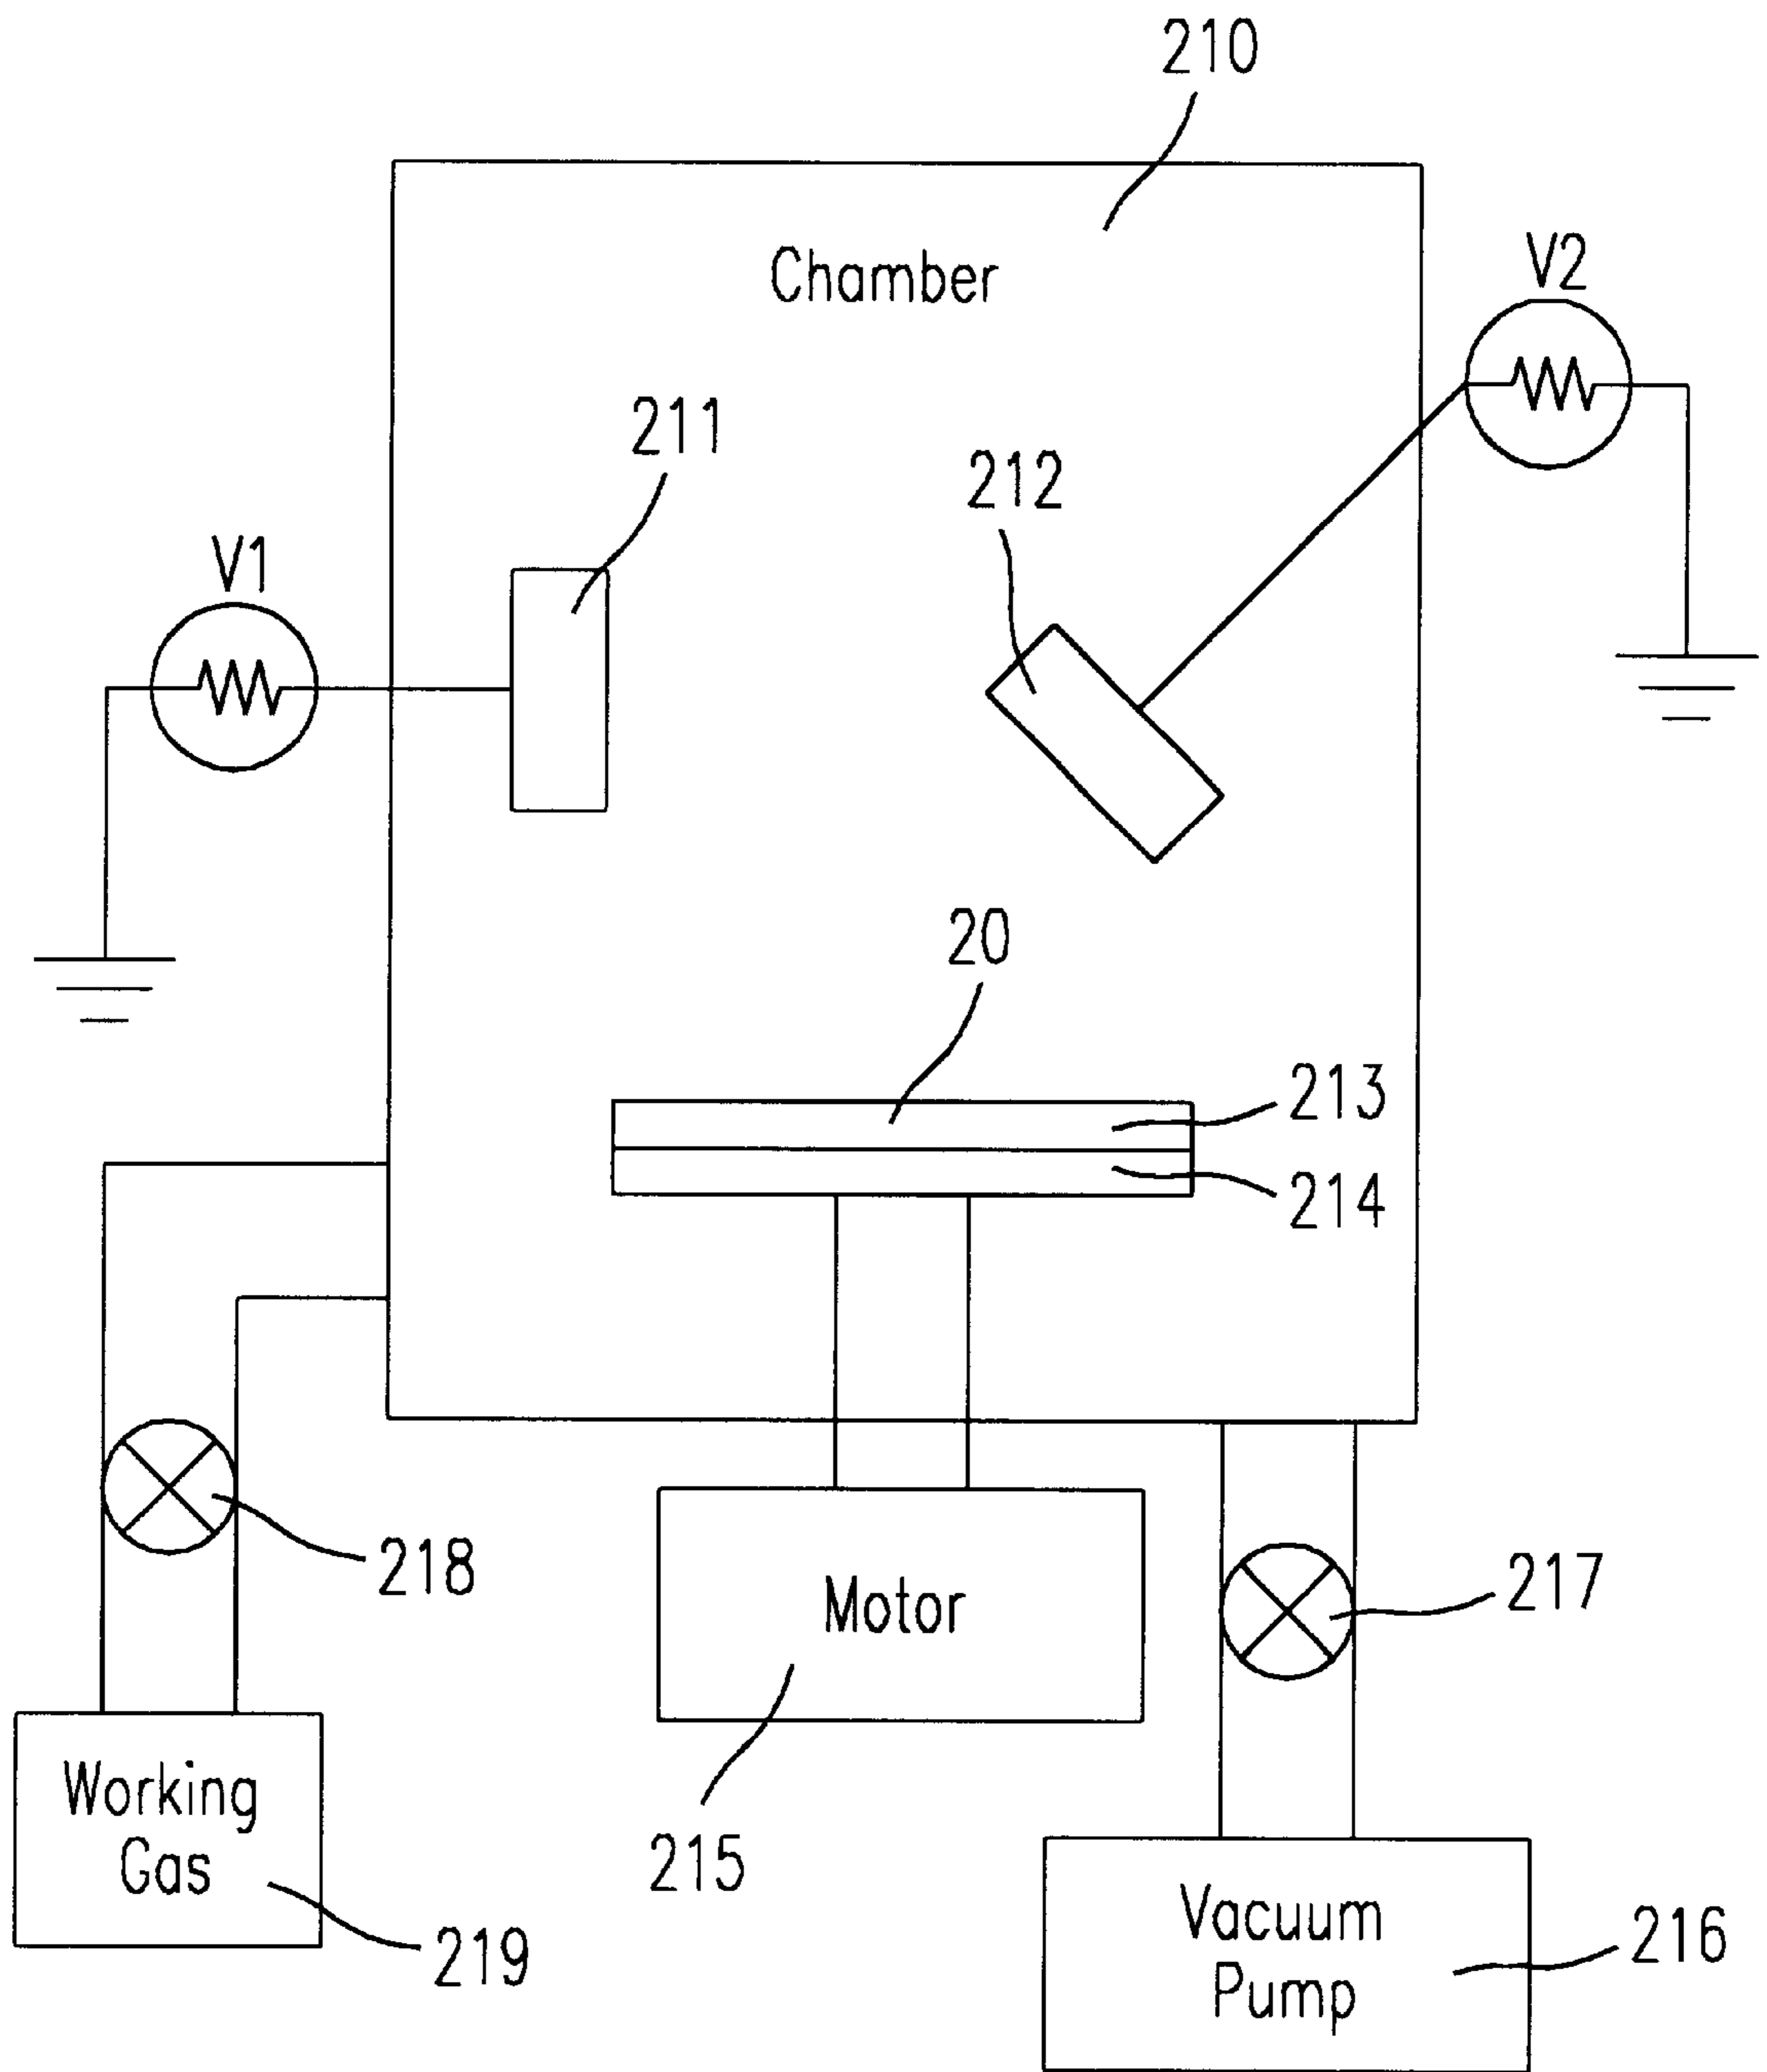 210
Chamber
V2
211
212
V1
20
213
214
218
Motor
217
Working
Gas
215
219
Vacuum
Pump
216